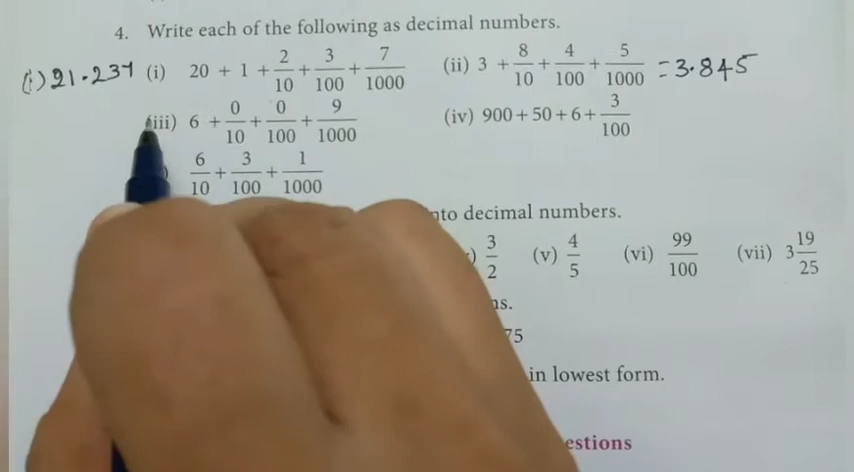 4. Write each of the following as decimal numbers.
(i) 21.237 (i) 20 + 1 + 2/10 + 3/100 + 7/1000 (ii) 3 + 8/10 + 4/100 + 5/1000 = 3.845
(iii) 6 + 0/10 + 0/100 + 9/1000 (iv) 900 + 50 + 6 + 3/100
6/10 + 3/100 + 1/1000
decimal numbers.
3/2 (v) 4/5 (vi) 99/100 (vii) 3 19/25
75
in lowest form.